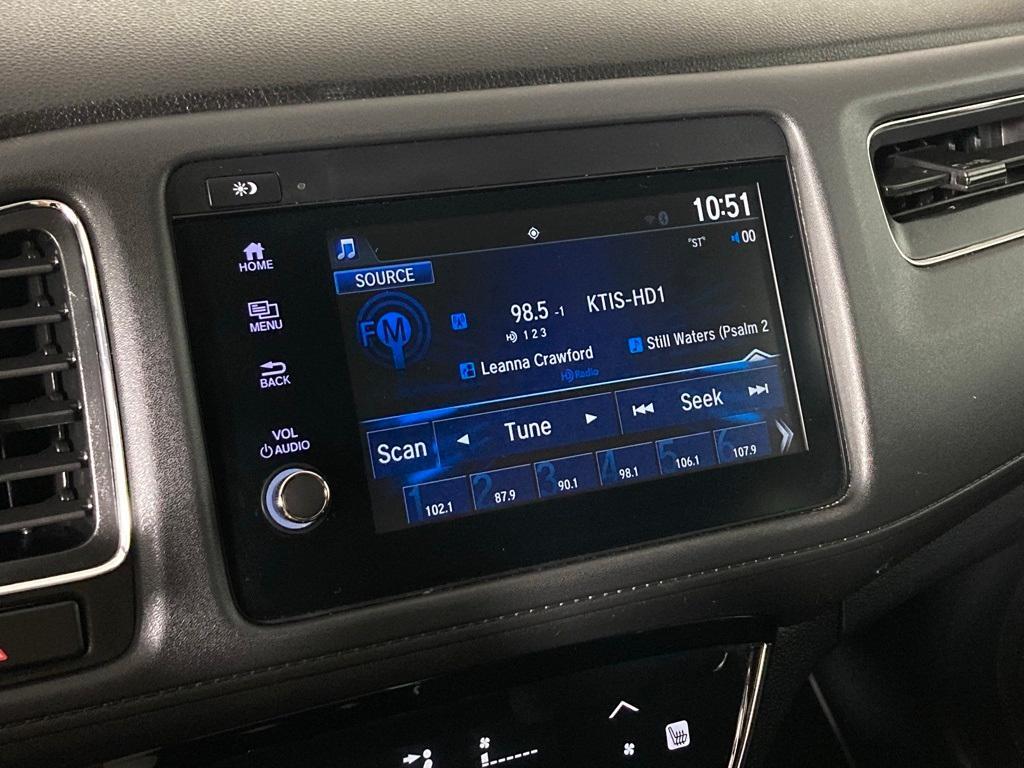 10:51
HOME
SOURCE
°ST°
00
98.5 -1
KTIS-HD1
MENU
FM
1 2 3
Leanna Crawford
Still Waters (Psalm 2
HD Radio
BACK
Scan
Tune
Seek
VOL
AUDIO
1 102.1
2 87.9
3 90.1
4 98.1
5 106.1
6 107.9